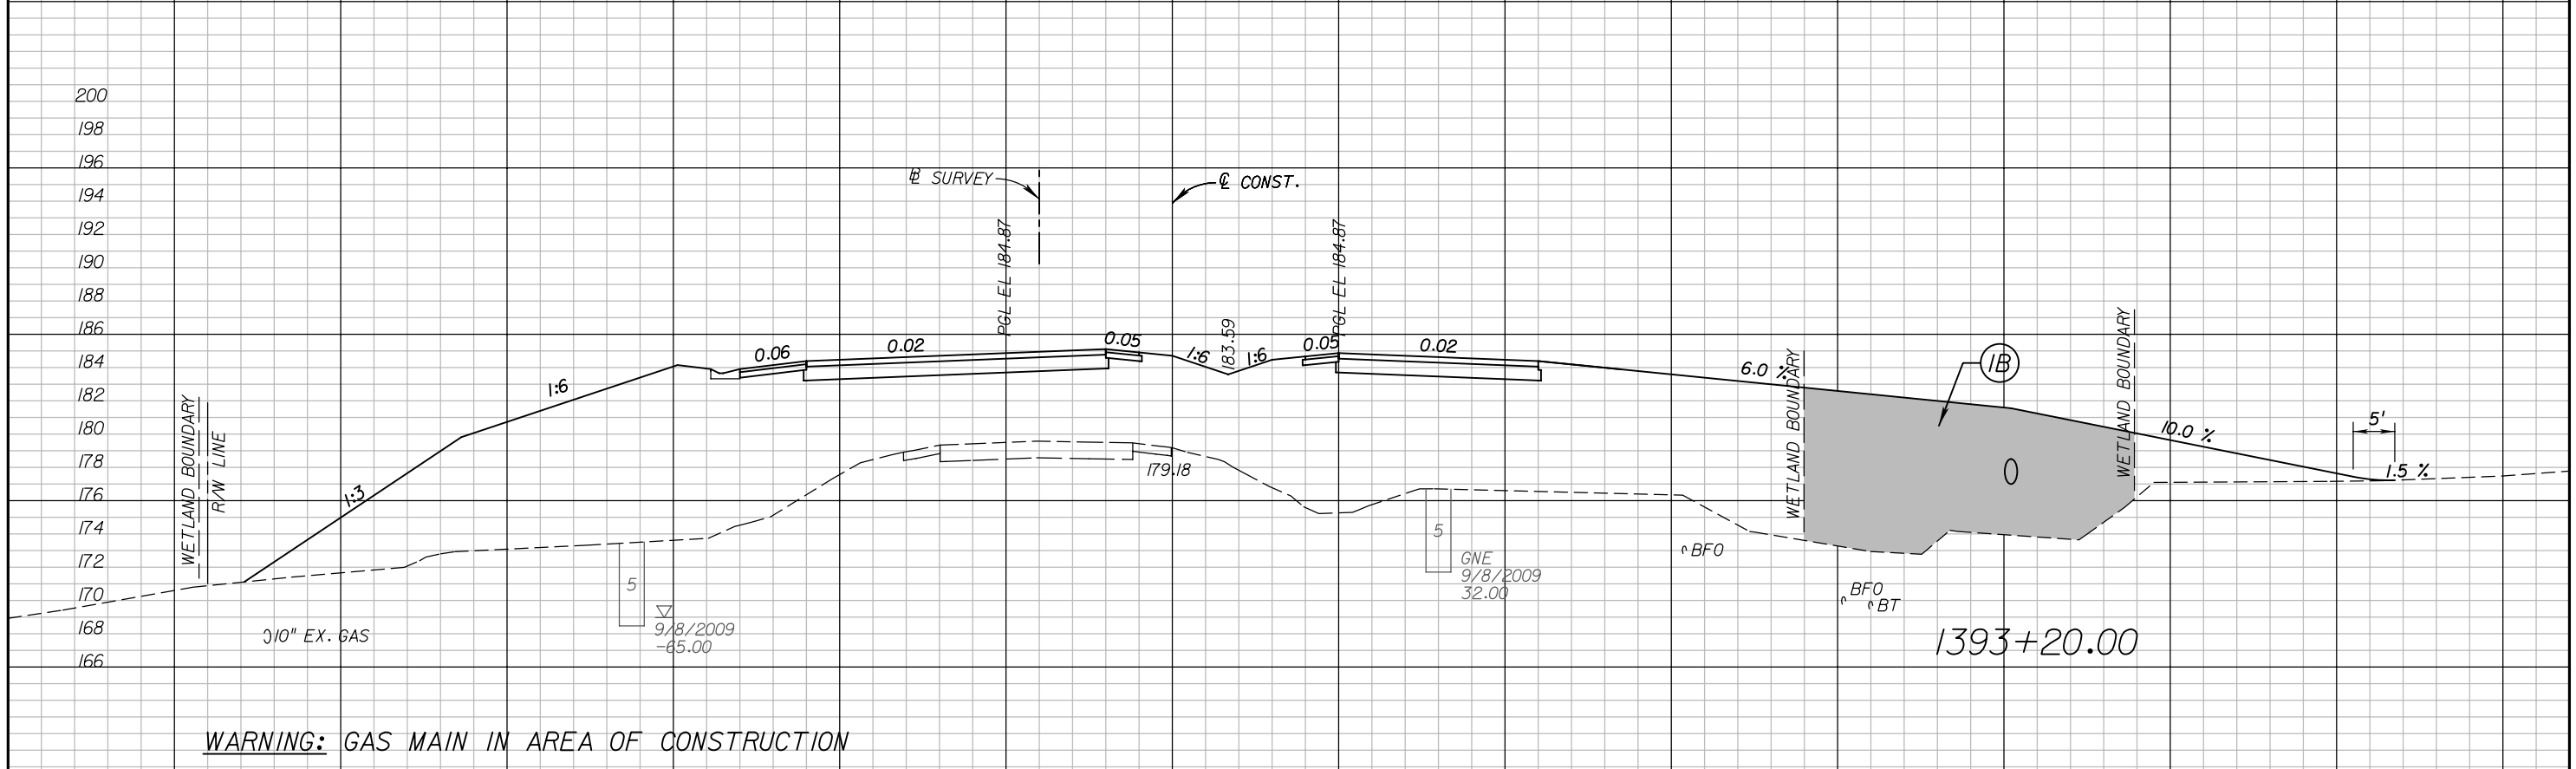 200
198
196
194
192
190
188
186
184
182
180
178
176
174
172
170
168
166
WETLAND BOUNDARY
R/W LINE
1:3
1:6
0.06
0.02
℄ SURVEY
PGL EL 184.87
0.05
℄ CONST.
1:6
183.59
1:6
0.05
PGL EL 184.87
0.02
6.0 %
WETLAND BOUNDARY
1B
0
WETLAND BOUNDARY
10.0 %
5'
1.5 %
179.18
5
9/8/2009
-65.00
5
GNE
9/8/2009
32.00
BFO
BFO
BT
10" EX. GAS
1393+20.00
WARNING: GAS MAIN IN AREA OF CONSTRUCTION